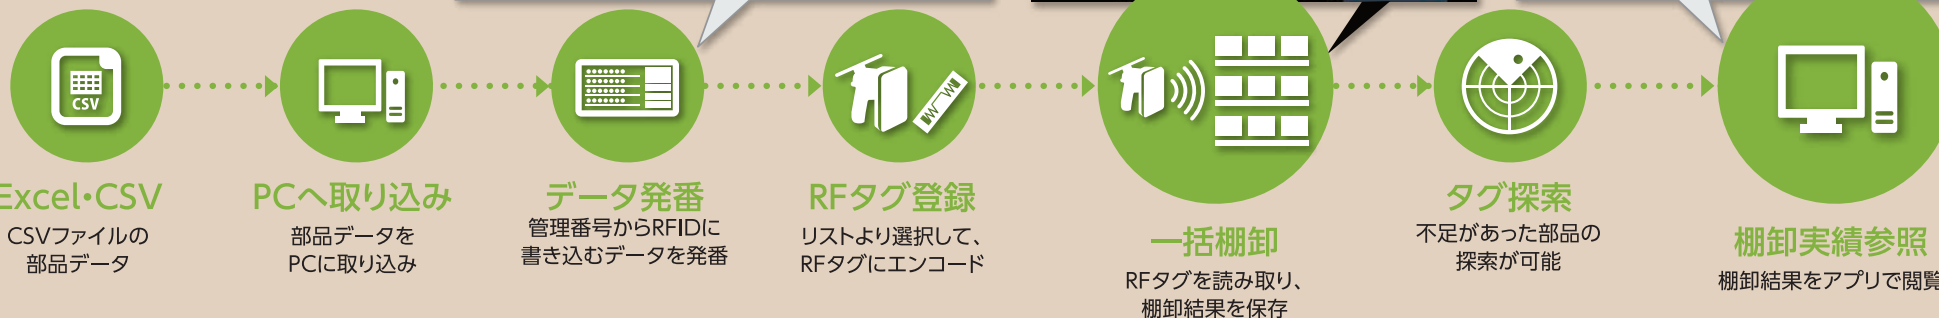 CSV
Excel・CSV
CSVファイルの
部品データ
PCへ取り込み
部品データを
PCに取り込み
データ発番
管理番号からRFIDに
書き込むデータを発番
RFタグ登録
リストより選択して、
RFタグにエンコード
一括棚卸
RFタグを読み取り、
棚卸結果を保存
タグ探索
不足があった部品の
探索が可能
棚卸実績参照
棚卸結果をアプリで閲覧